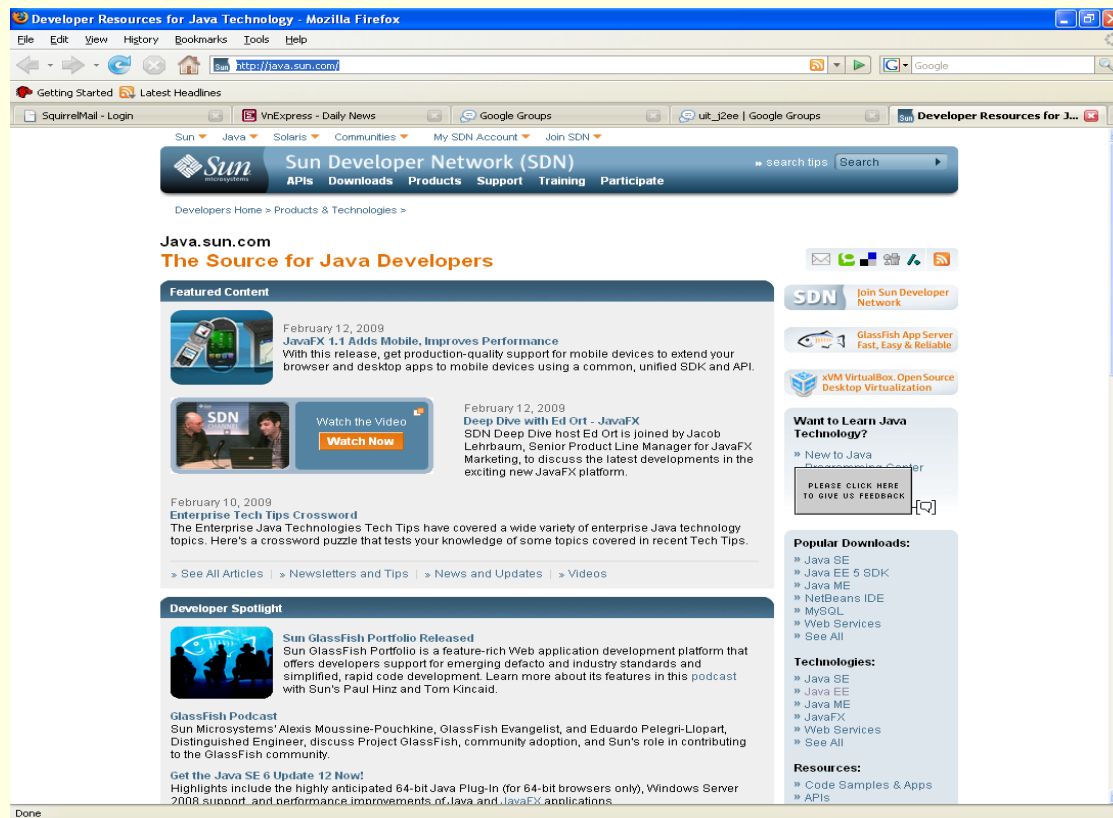 Developer Resources for Java Technology - Mozilla Firefox
File Edit View History Bookmarks Tools Help
Sun http://java.sun.com/ G Google
Getting Started Latest Headlines
SquirrelMail - Login VnExpress - Daily News Google Groups uit_j2ee | Google Groups Sun Developer Resources for J...
Sun Java Solaris Communities My SDN Account Join SDN
Sun microsystems
Sun Developer Network (SDN) » search tips Search
APIs Downloads Products Support Training Participate
Developers Home > Products & Technologies >
Java.sun.com
The Source for Java Developers
Featured Content
February 12, 2009
JavaFX 1.1 Adds Mobile, Improves Performance
With this release, get production-quality support for mobile devices to extend your
browser and desktop apps to mobile devices using a common, unified SDK and API.
SDN
CHANNEL
Watch the Video
Watch Now
February 12, 2009
Deep Dive with Ed Ort - JavaFX
SDN Deep Dive host Ed Ort is joined by Jacob
Lehrbaum, Senior Product Line Manager for JavaFX
Marketing, to discuss the latest developments in the
exciting new JavaFX platform.
February 10, 2009
Enterprise Tech Tips Crossword
The Enterprise Java Technologies Tech Tips have covered a wide variety of enterprise Java technology
topics. Here's a crossword puzzle that tests your knowledge of some topics covered in recent Tech Tips.
» See All Articles | » Newsletters and Tips | » News and Updates | » Videos
Developer Spotlight
Sun GlassFish Portfolio Released
Sun GlassFish Portfolio is a feature-rich Web application development platform that
offers developers support for emerging defacto and industry standards and
simplified, rapid code development. Learn more about its features in this podcast
with Sun's Paul Hinz and Tom Kincaid.
GlassFish Podcast
Sun Microsystems' Alexis Moussine-Pouchkine, GlassFish Evangelist, and Eduardo Pelegri-Llopart,
Distinguished Engineer, discuss Project GlassFish, community adoption, and Sun's role in contributing
to the GlassFish community.
Get the Java SE 6 Update 12 Now!
Highlights include the highly anticipated 64-bit Java Plug-In (for 64-bit browsers only), Windows Server
2008 support, and performance improvements of Java and JavaFX applications.
SDN Join Sun Developer
Network
GlassFish App Server
Fast, Easy & Reliable
xVM VirtualBox. Open Source
Desktop Virtualization
Want to Learn Java
Technology?
» New to Java
Programming Center
PLEASE CLICK HERE
TO GIVE US FEEDBACK
Popular Downloads:
» Java SE
» Java EE 5 SDK
» Java ME
» NetBeans IDE
» MySQL
» Web Services
» See All
Technologies:
» Java SE
» Java EE
» Java ME
» JavaFX
» Web Services
» See All
Resources:
» Code Samples & Apps
» APIs
Done